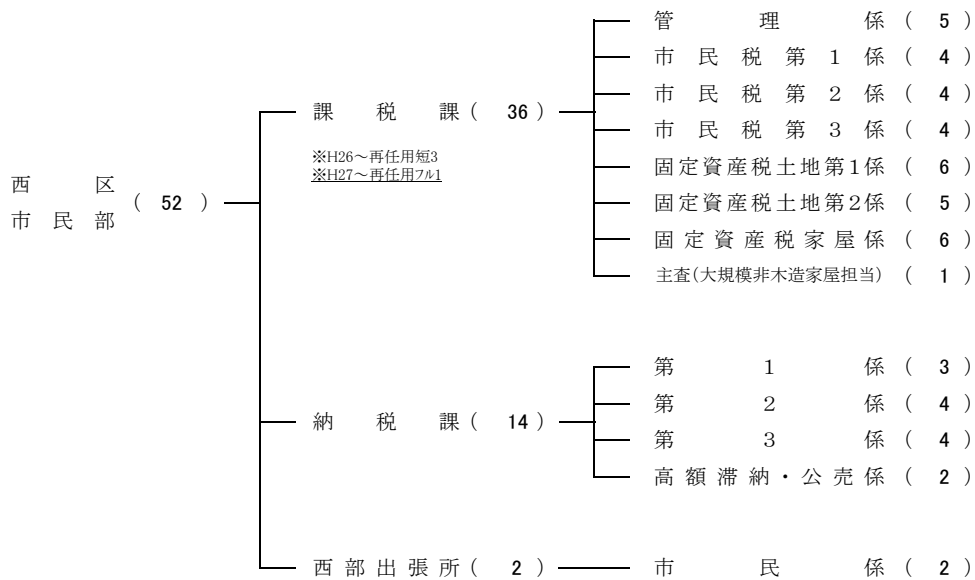 管理係 ( 5 )
市民税第1係 ( 4 )
市民税第2係 ( 4 )
課税課 ( 36 )
市民税第3係 ( 4 )
※H26～再任用短3
※H27～再任用フル1
固定資産税土地第1係 ( 6 )
西区
市民部 ( 52 )
固定資産税土地第2係 ( 5 )
固定資産税家屋係 ( 6 )
主査(大規模非木造家屋担当) ( 1 )
第1係 ( 3 )
第2係 ( 4 )
納税課 ( 14 )
第3係 ( 4 )
高額滞納・公売係 ( 2 )
西部出張所 ( 2 )
市民係 ( 2 )